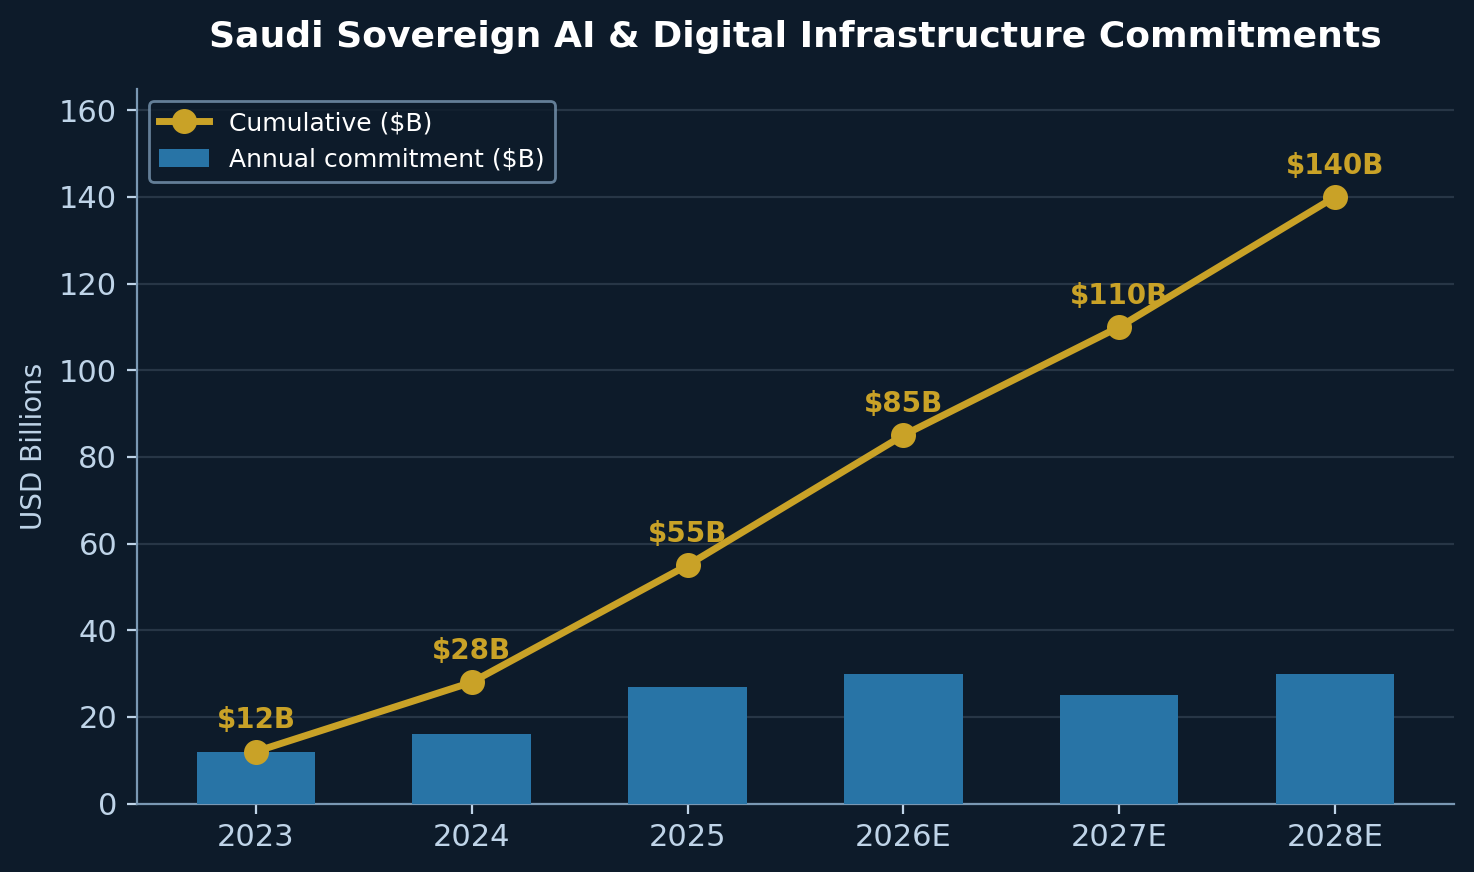 Saudi Sovereign AI & Digital Infrastructure Commitments
Cumulative ($B)
Annual commitment ($B)
USD Billions
160
140
120
100
80
60
40
20
0
$12B
$28B
$55B
$85B
$110B
$140B
2023
2024
2025
2026E
2027E
2028E